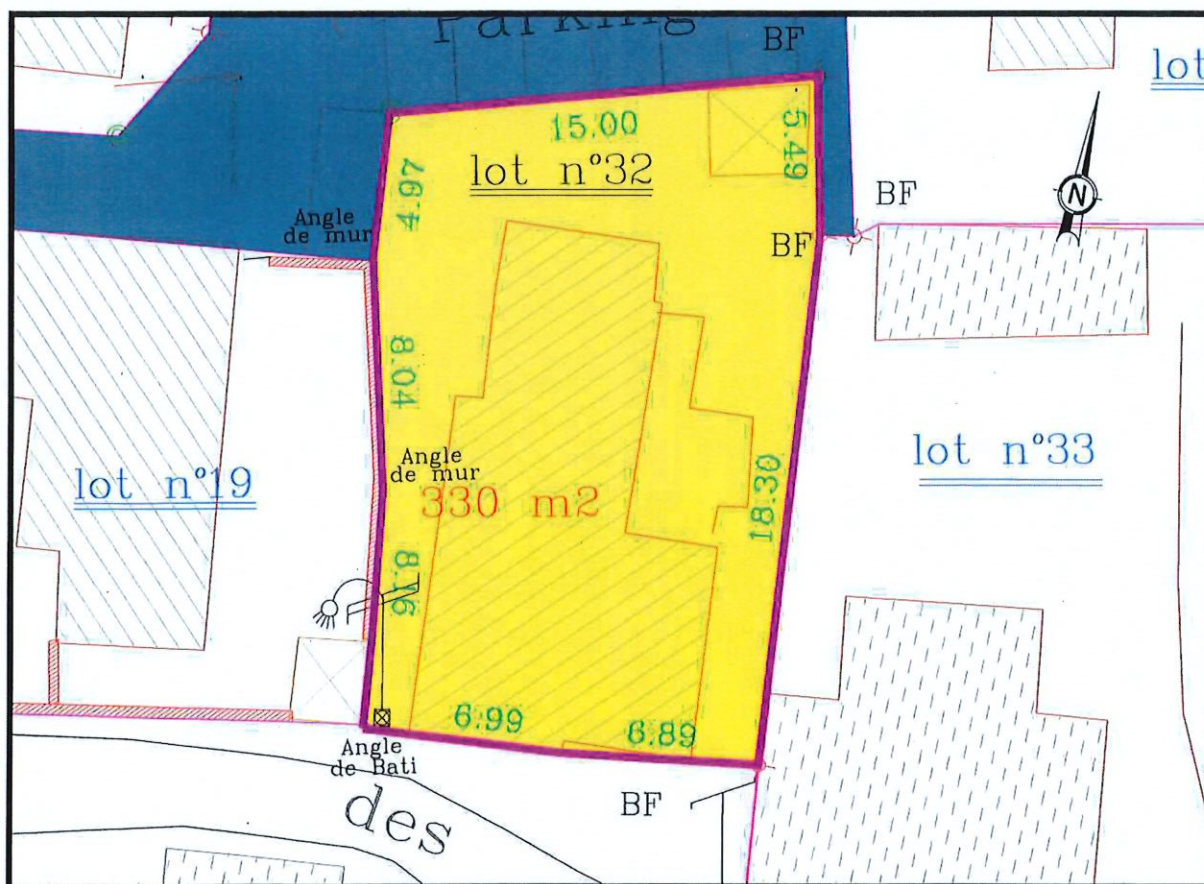 Parking
BF
lot
15.00
5.49
lot n°32
4.97
N
BF
Angle
de mur
BF
8.04
lot n°33
Angle
de mur
lot n°19
330 m2
18.30
8.16
6.99
6.89
Angle
de Bati
BF
des